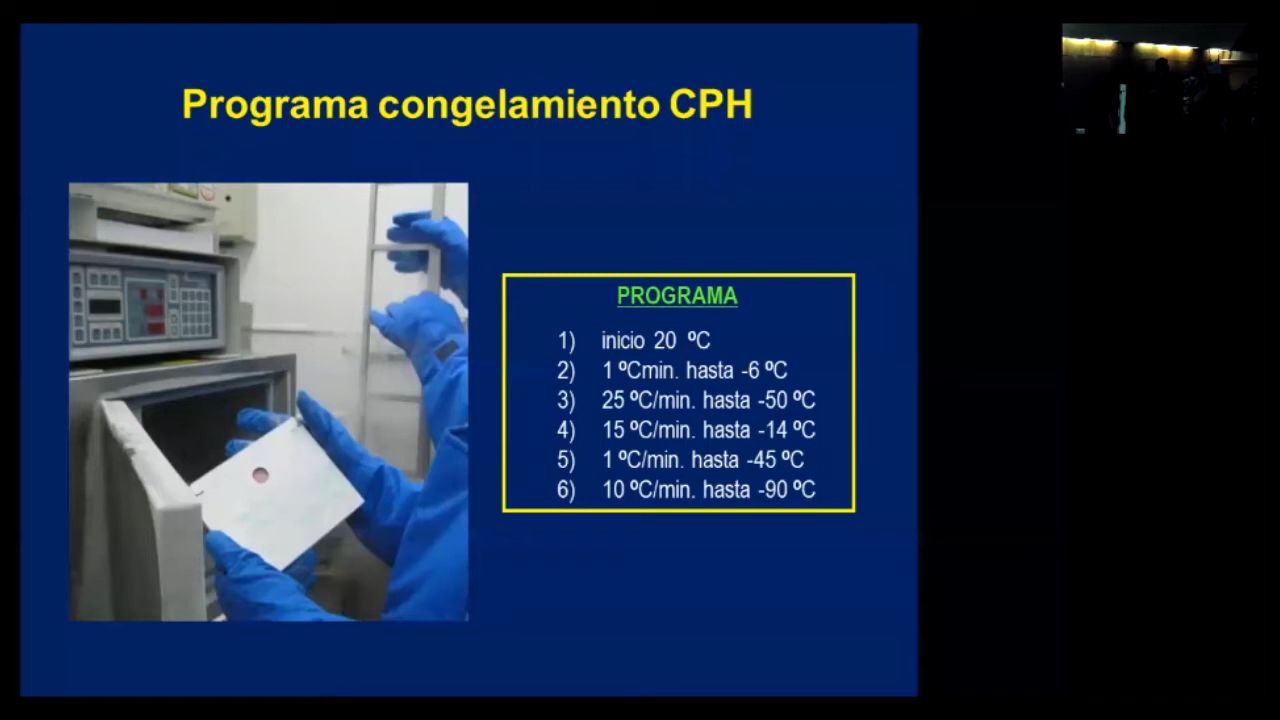 Programa congelamiento CPH
PROGRAMA
1) inicio 20 ºC
2) 1 ºCmin. hasta -6 ºC
3) 25 ºC/min. hasta -50 ºC
4) 15 ºC/min. hasta -14 ºC
5) 1 ºC/min. hasta -45 ºC
6) 10 ºC/min. hasta -90 ºC